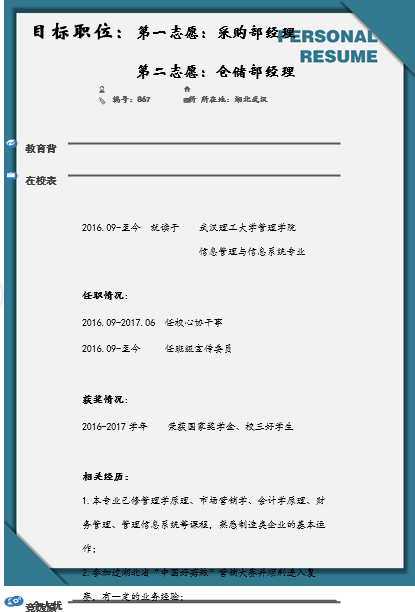 目标职位：第一志愿：采购部经理
PERSONAL
RESUME
第二志愿：仓储部经理
编号：867
所在地：湖北武汉
教育背
在校表
2016.09-至今 就读于 武汉理工大学管理学院
信息管理与信息系统专业
任职情况：
2016.09-2017.06 任校心协干事
2016.09-至今 任班级宣传委员
获奖情况：
2016-2017 学年 荣获国家奖学金、校三好学生
相关经历：
1.本专业已修管理学原理、市场营销学、会计学原理、财
务管理、管理信息系统等课程，熟悉制造类企业的基本运
作；
2.参加过湖北省“中国好商标”营销大赛并顺利进入复
赛，有一定的业务经验；